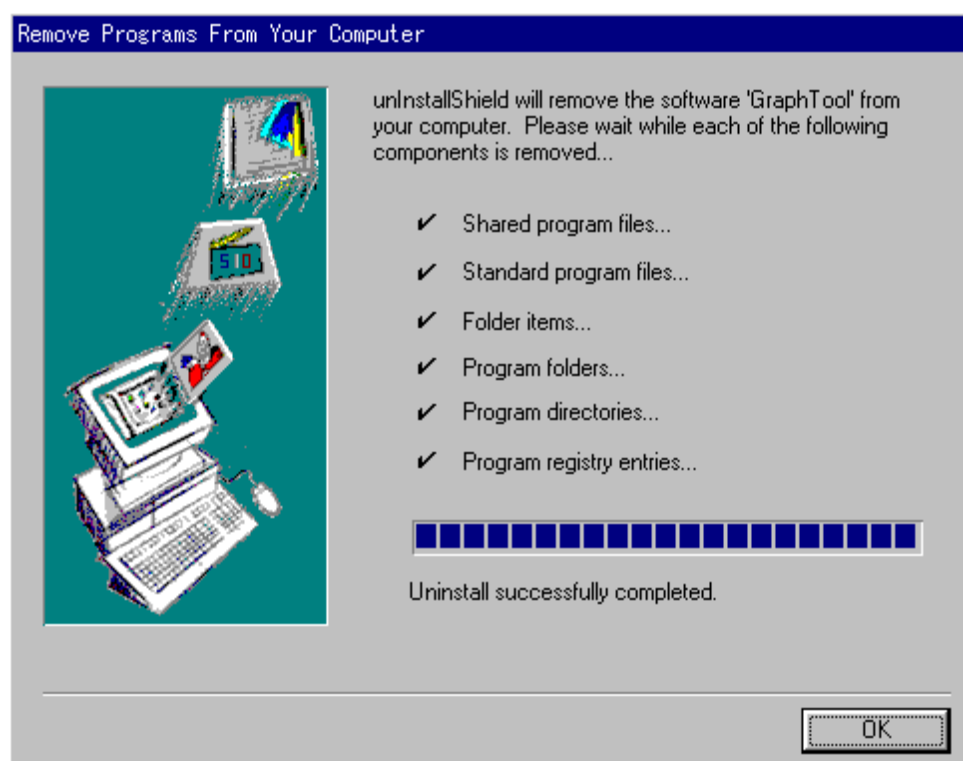 Remove Programs From Your Computer
unInstallShield will remove the software 'GraphTool' from
your computer.  Please wait while each of the following
components is removed...
✔ Shared program files...
✔ Standard program files...
✔ Folder items...
✔ Program folders...
✔ Program directories...
✔ Program registry entries...
510
Uninstall successfully completed.
OK